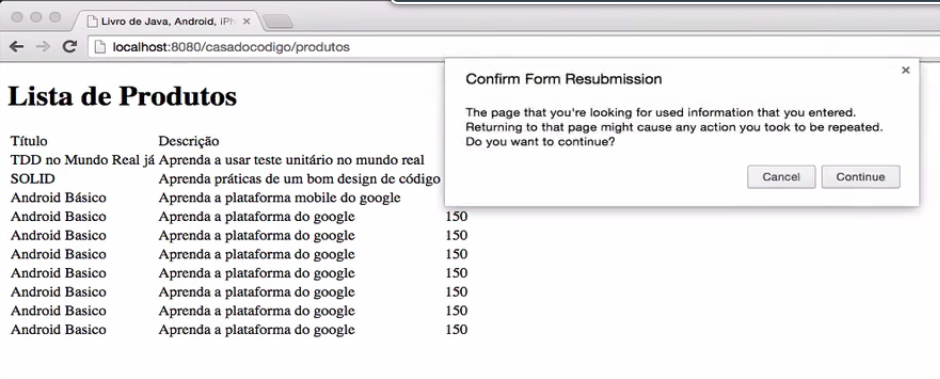 Livro de Java, Android, iPh
localhost:8080/casadocodigo/produtos
Confirm Form Resubmission
The page that you're looking for used information that you entered.
Returning to that page might cause any action you took to be repeated.
Do you want to continue?
Cancel Continue
Lista de Produtos
Título Descrição
TDD no Mundo Real já Aprenda a usar teste unitário no mundo real
SOLID Aprenda práticas de um bom design de código
Android Básico Aprenda a plataforma mobile do google
Android Basico Aprenda a plataforma do google 150
Android Basico Aprenda a plataforma do google 150
Android Basico Aprenda a plataforma do google 150
Android Basico Aprenda a plataforma do google 150
Android Basico Aprenda a plataforma do google 150
Android Basico Aprenda a plataforma do google 150
Android Basico Aprenda a plataforma do google 150